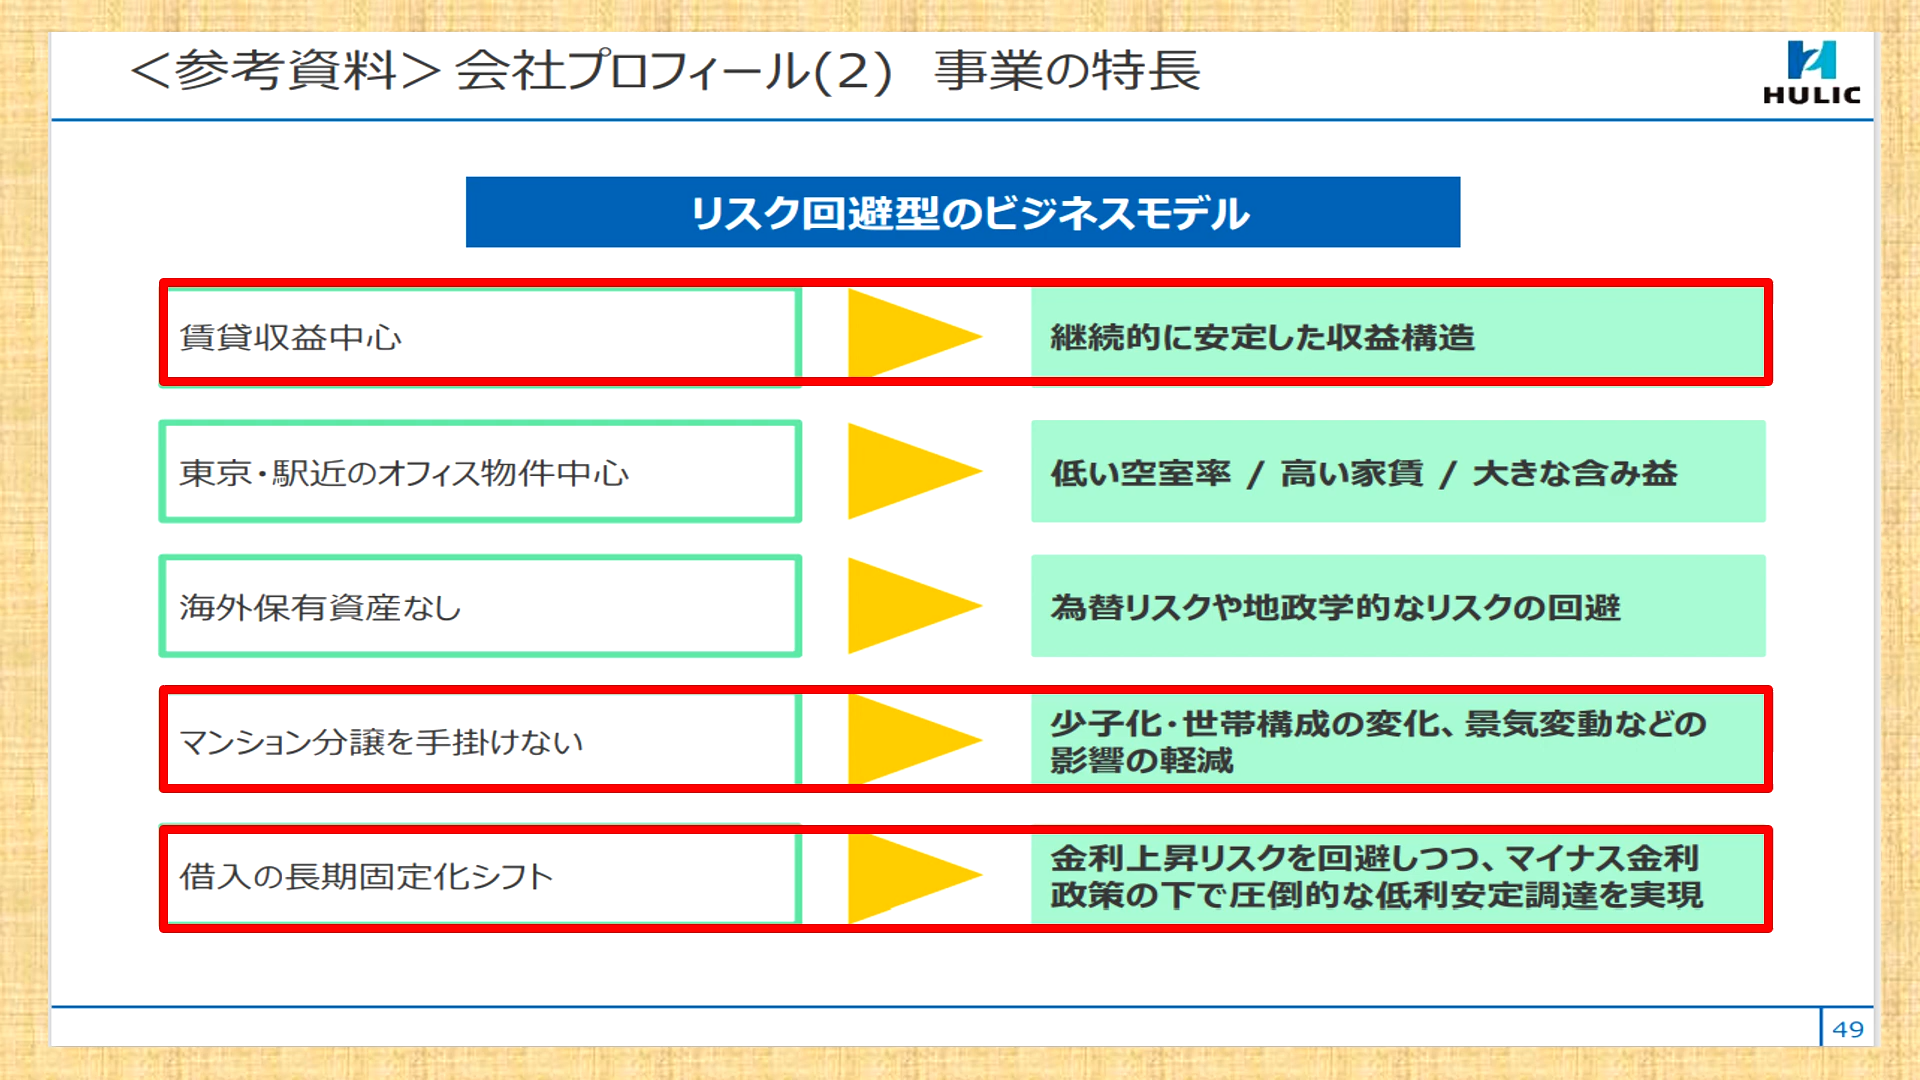 ＜参考資料＞会社プロフィール(2)　事業の特長
HULIC
リスク回避型のビジネスモデル
賃貸収益中心
継続的に安定した収益構造
東京・駅近のオフィス物件中心
低い空室率 / 高い家賃 / 大きな含み益
海外保有資産なし
為替リスクや地政学的なリスクの回避
マンション分譲を手掛けない
少子化・世帯構成の変化、景気変動などの
影響の軽減
借入の長期固定化シフト
金利上昇リスクを回避しつつ、マイナス金利
政策の下で圧倒的な低利安定調達を実現
49